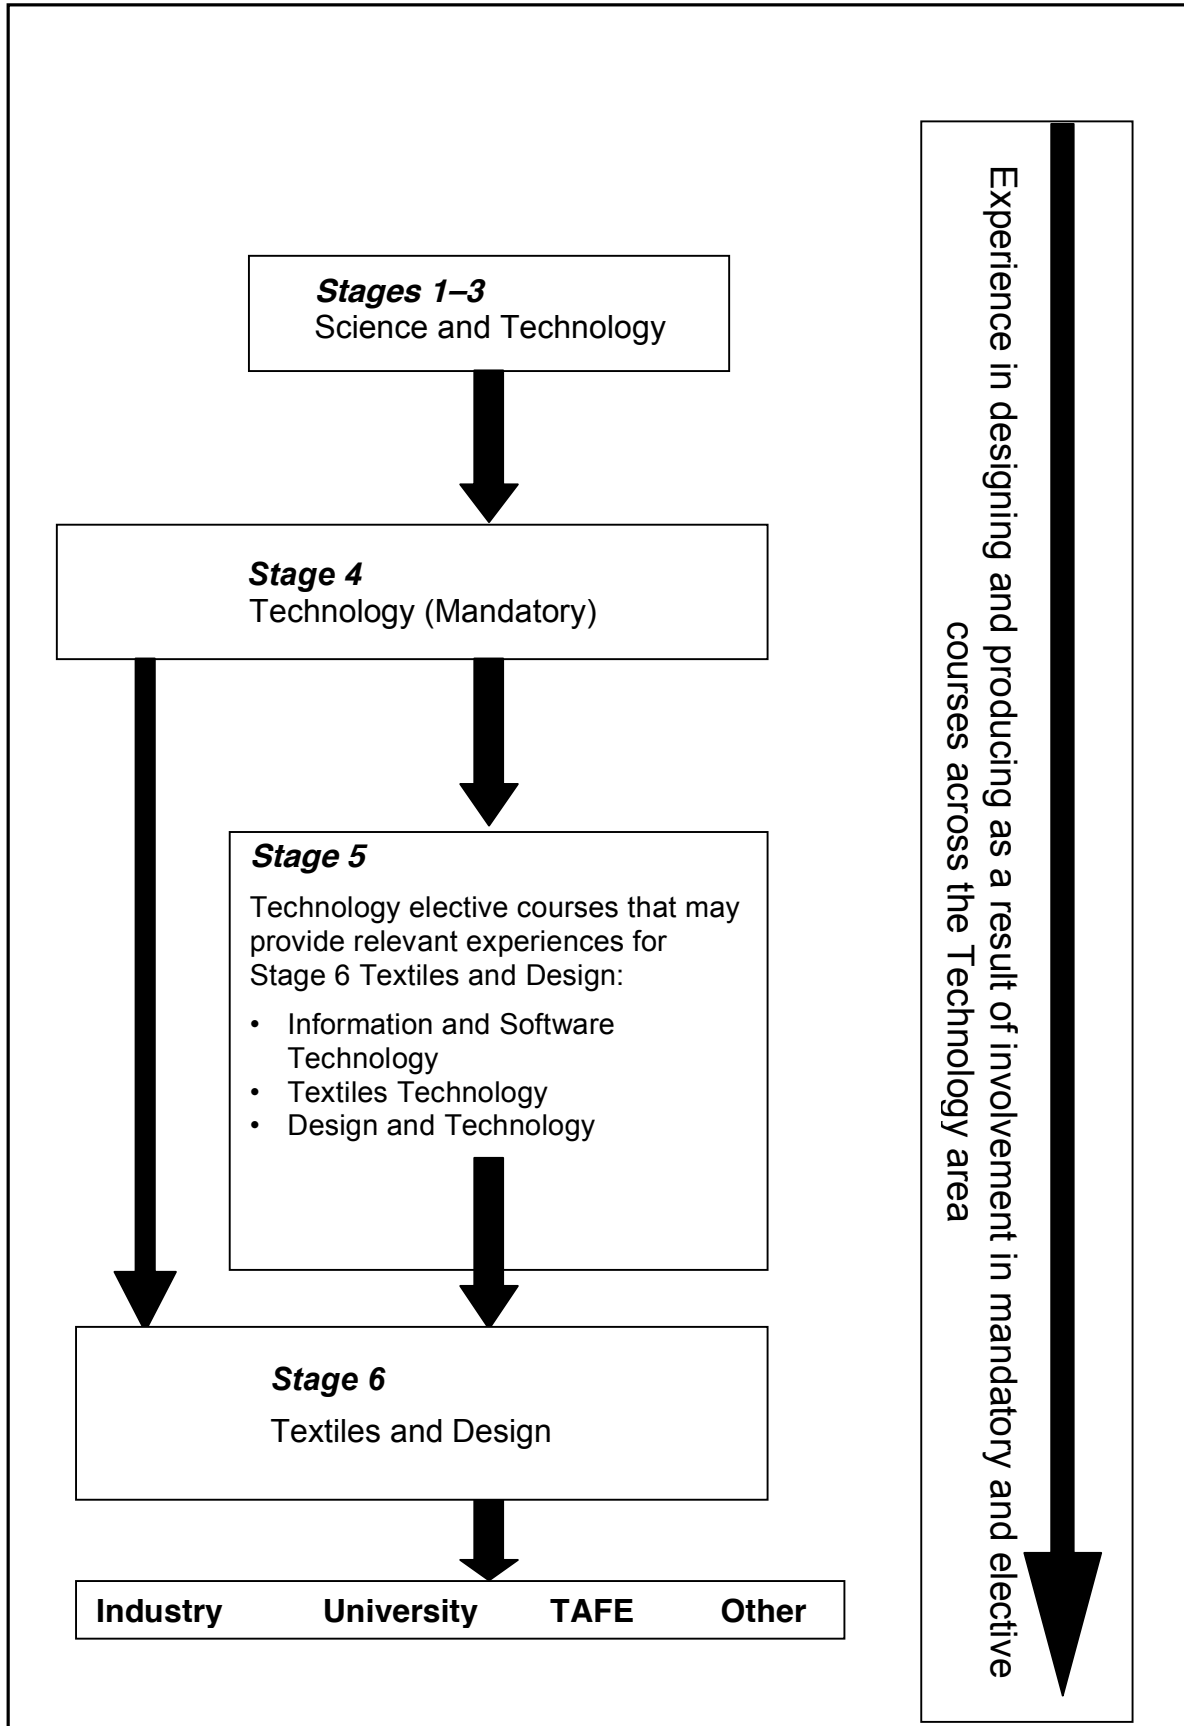 Stages 1–3
Science and Technology
Stage 4
Technology (Mandatory)
Stage 5
Technology elective courses that may
provide relevant experiences for
Stage 6 Textiles and Design:
• Information and Software
Technology
• Textiles Technology
• Design and Technology
Stage 6
Textiles and Design
Industry University TAFE Other
Experience in designing and producing as a result of involvement in mandatory and elective
courses across the Technology area